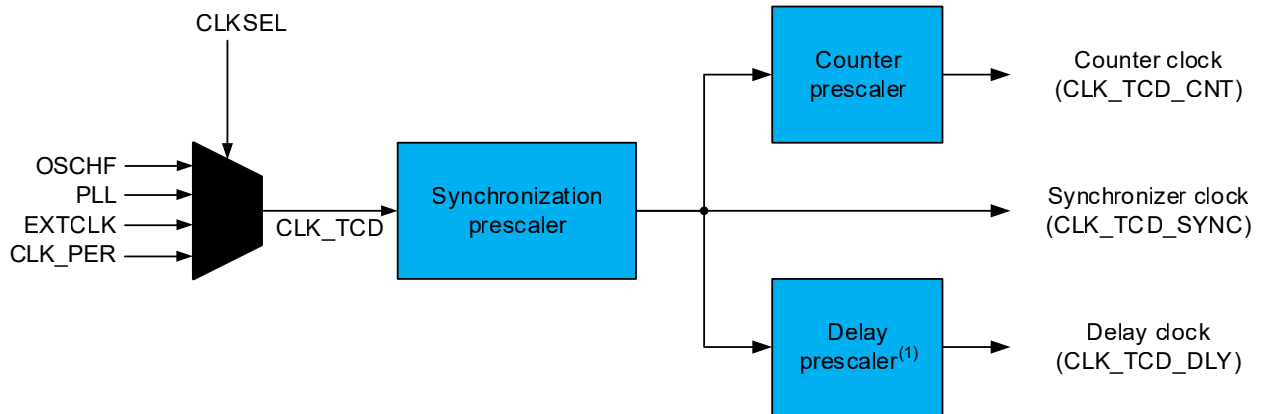 CLKSEL
OSCHF
PLL
EXTCLK
CLK_PER
CLK_TCD
Synchronization
prescaler
Counter
prescaler
Counter clock
(CLK_TCD_CNT)
Synchronizer clock
(CLK_TCD_SYNC)
Delay
prescaler(1)
Delay clock
(CLK_TCD_DLY)